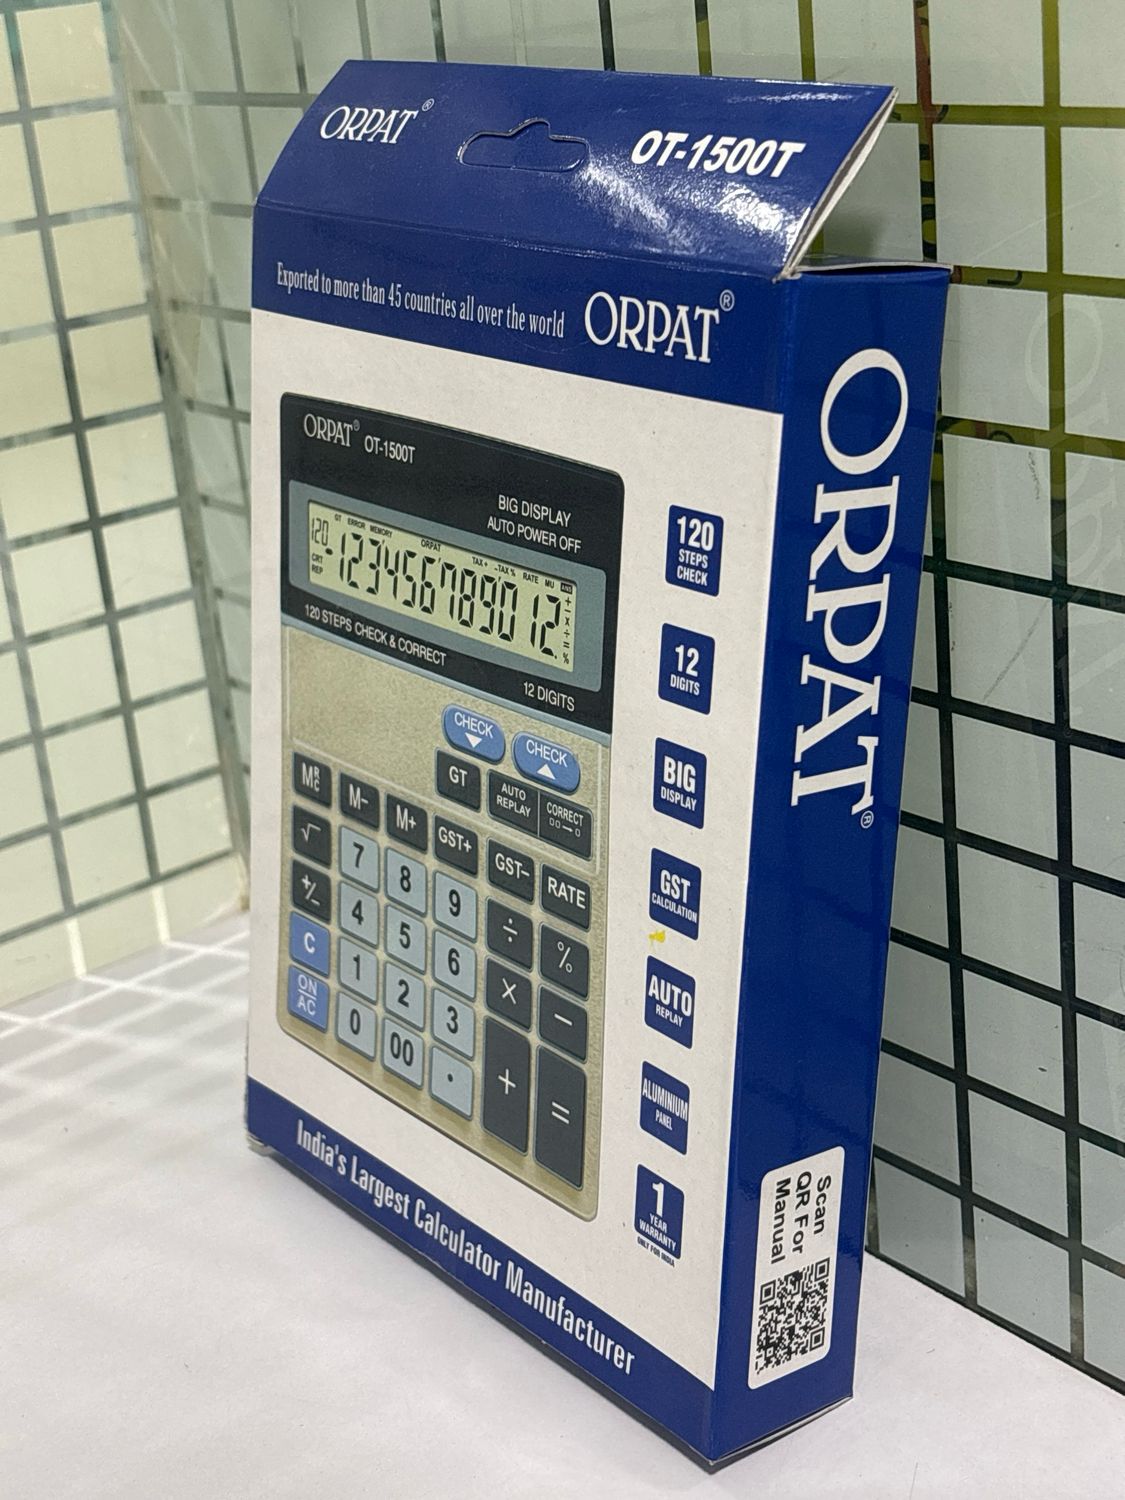 ORPAT®
OT-1500T
Exported to more than 45 countries all over the world
ORPAT®
ORPAT® OT-1500T
BIG DISPLAY
AUTO POWER OFF
GT ERROR MEMORY
ORPAT
TAX+ -TAX% RATE MU ANS
120
-123456789012.
CRT
REP
+
-
×
÷
=
%
120 STEPS CHECK & CORRECT
12 DIGITS
CHECK ▼
CHECK ▲
GT
AUTO
REPLAY
CORRECT
00→0
MRC
M-
M+
GST+
GST-
RATE
√
7
8
9
÷
%
+/-
4
5
6
×
-
C
1
2
3
+
=
ON
AC
0
00
.
120
STEPS
CHECK
12
DIGITS
BIG
DISPLAY
GST
CALCULATION
AUTO
REPLAY
ALUMINIUM
PANEL
1
YEAR
WARRANTY
ONLY FOR INDIA
India's Largest Calculator Manufacturer
ORPAT®
Scan
QR For
Manual